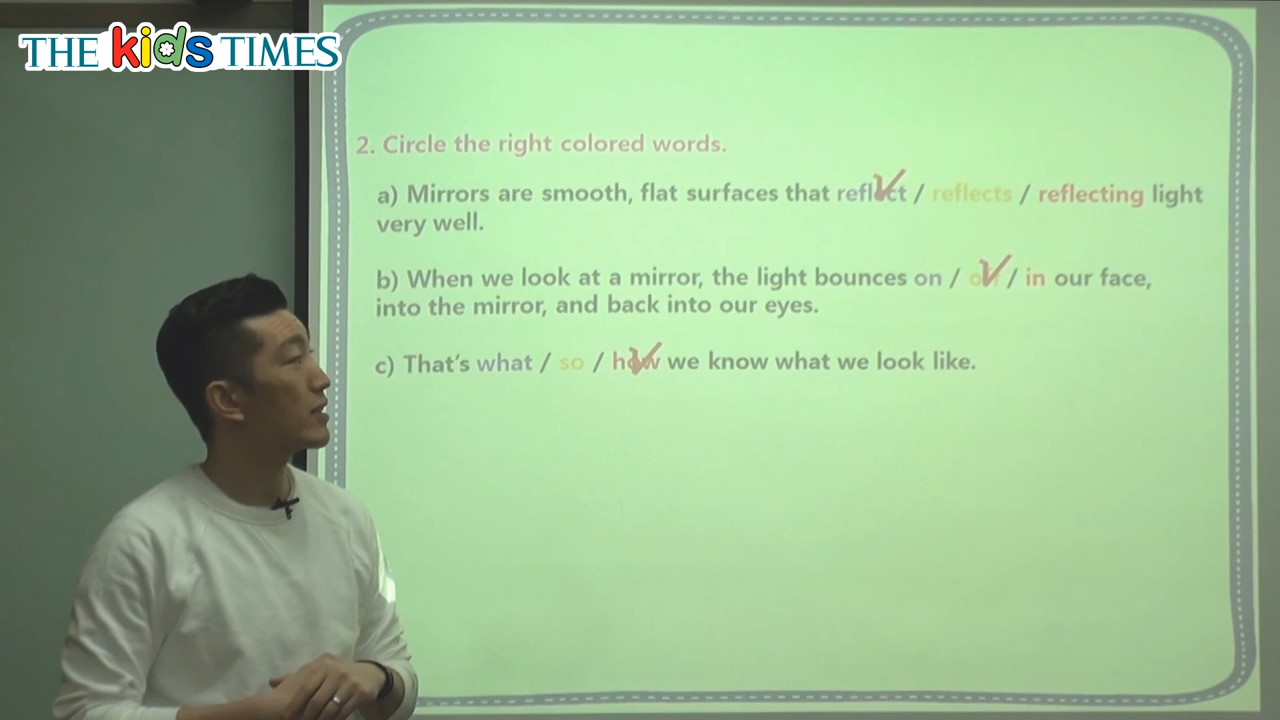 THE kids TIMES
2. Circle the right colored words.
a) Mirrors are smooth, flat surfaces that reflect / reflects / reflecting light
very well.
b) When we look at a mirror, the light bounces on / / in our face,
into the mirror, and back into our eyes.
c) That's what / so / how we know what we look like.